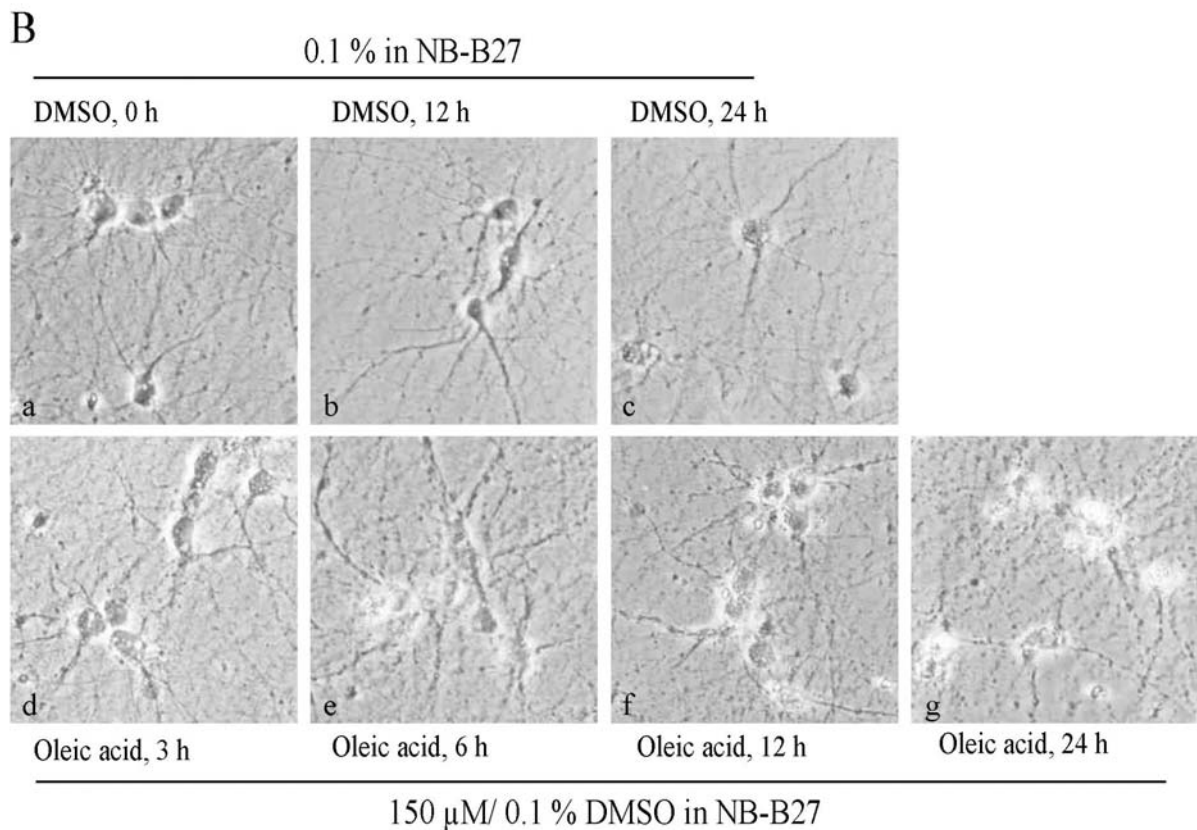 B
0.1 % in NB-B27
DMSO, 0 h DMSO, 12 h DMSO, 24 h
a b c
d e f g
Oleic acid, 3 h Oleic acid, 6 h Oleic acid, 12 h Oleic acid, 24 h
150 µM/ 0.1 % DMSO in NB-B27